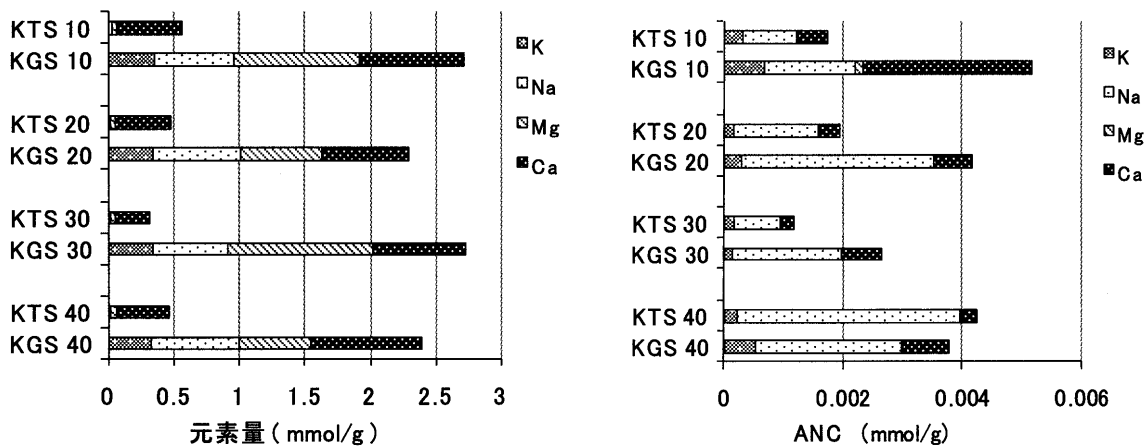 KTS 10
KGS 10
KTS 20
KGS 20
KTS 30
KGS 30
KTS 40
KGS 40
0 0.5 1 1.5 2 2.5 3
元素量 ( mmol/g )
K
Na
Mg
Ca
KTS 10
KGS 10
KTS 20
KGS 20
KTS 30
KGS 30
KTS 40
KGS 40
0 0.002 0.004 0.006
ANC (mmol/g)
K
Na
Mg
Ca